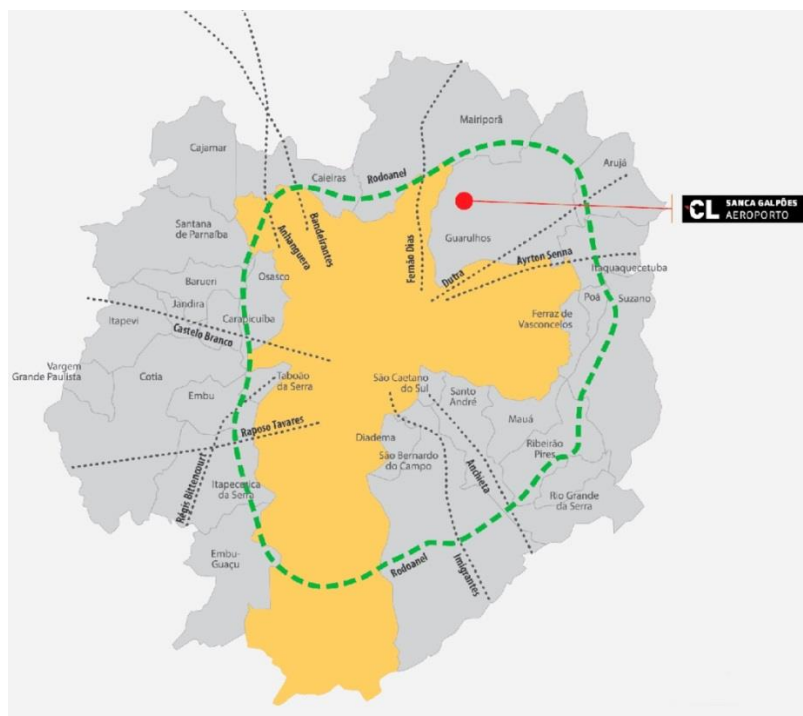 Mairiporã
Cajamar
Arujá
Caieiras
Rodoanel
CL SANCA GALPÕES
AEROPORTO
Santana
de Parnaíba
Bandeirantes
Anhanguera
Fernão Dias
Guarulhos
Dutra
Ayrton Senna
Itaquaquecetuba
Osasco
Barueri
Jandira
Itapevi
Carapicuíba
Castelo Branco
Poá
Suzano
Ferraz de
Vasconcelos
Vargem
Grande Paulista
Cotia
Taboão
da Serra
São Caetano
do Sul
Santo
André
Embu
Mauá
Raposo Tavares
Diadema
Ribeirão
Pires
São Bernardo
do Campo
Anchieta
Régis Bittencourt
Itapecetica
da Serra
Rio Grande
da Serra
Embu-
Guaçu
Rodoanel
Imigrantes